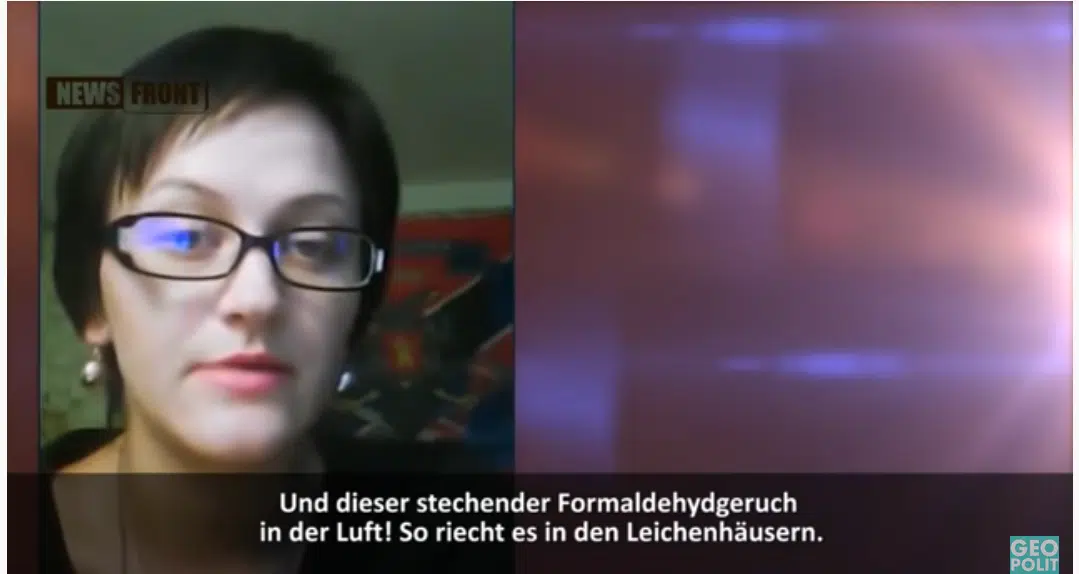 NEWS FRONT
Und dieser stechender Formaldehydgeruch
in der Luft! So riecht es in den Leichenhäusern.
GEO
POLIT